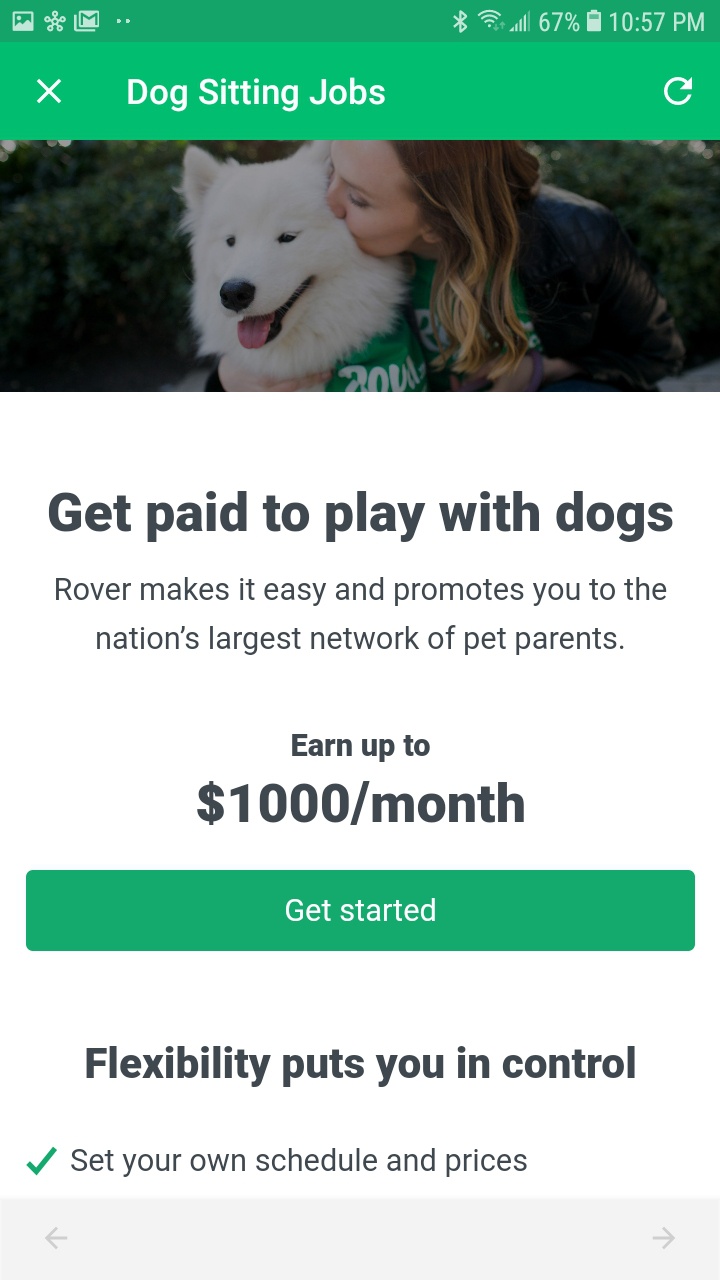 67% 10:57 PM
Dog Sitting Jobs
Get paid to play with dogs
Rover makes it easy and promotes you to the
nation’s largest network of pet parents.
Earn up to
$1000/month
Get started
Flexibility puts you in control
Set your own schedule and prices